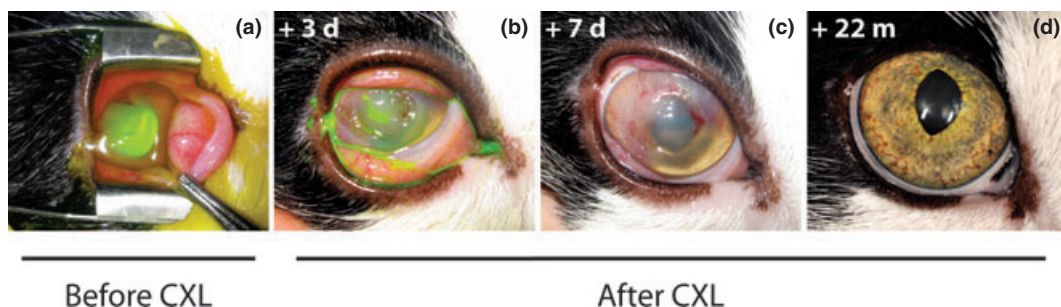 (a)
+ 3 d (b)
+ 7 d (c)
+ 22 m (d)
Before CXL
After CXL